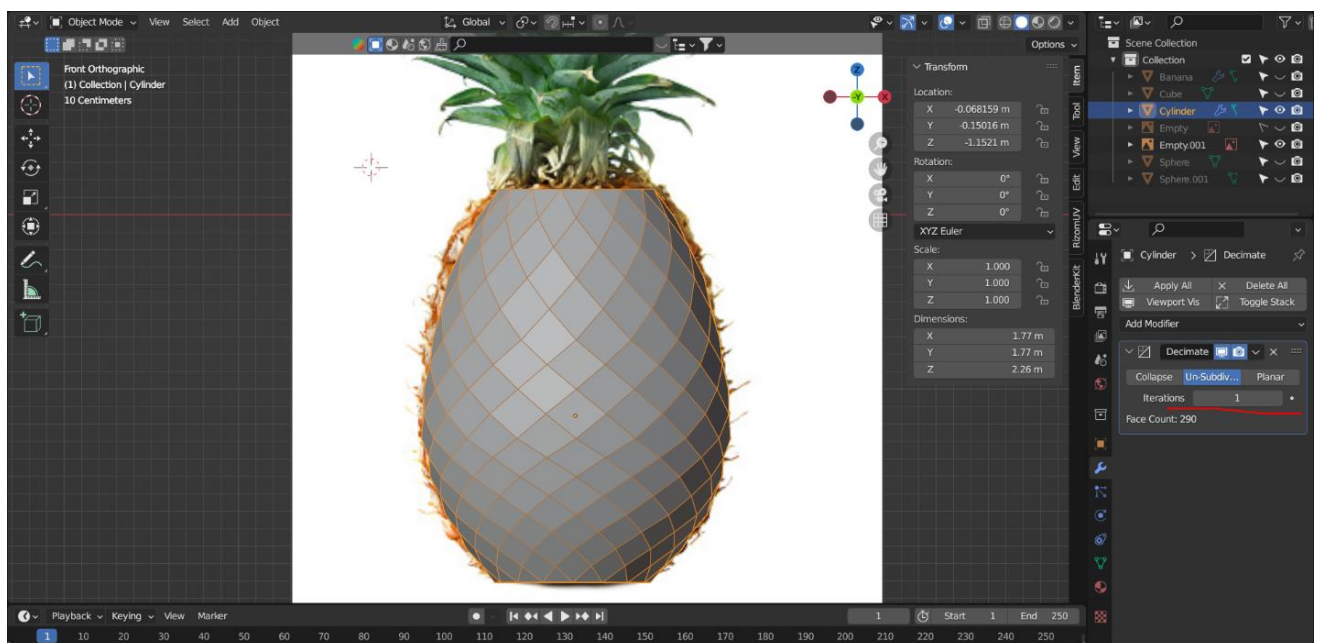 Object Mode View Select Add Object Global
Options
Front Orthographic
(1) Collection | Cylinder
10 Centimeters
Z
-Y
X
Transform
Location:
X -0.068159 m
Y -0.15016 m
Z -1.1521 m
Rotation:
X 0°
Y 0°
Z 0°
XYZ Euler
Scale:
X 1.000
Y 1.000
Z 1.000
Dimensions:
X 1.77 m
Y 1.77 m
Z 2.26 m
Item
Tool
View
Edit
RizomUV
BlenderKit
Scene Collection
Collection
Banana
Cube
Cylinder
Empty
Empty.001
Sphere
Sphere.001
Cylinder > Decimate
Apply All Delete All
Viewport Vis Toggle Stack
Add Modifier
Decimate
Collapse Un-Subdiv... Planar
Iterations 1
Face Count: 290
Playback Keying View Marker 1 Start 1 End 250
1 10 20 30 40 50 60 70 80 90 100 110 120 130 140 150 160 170 180 190 200 210 220 230 240 250